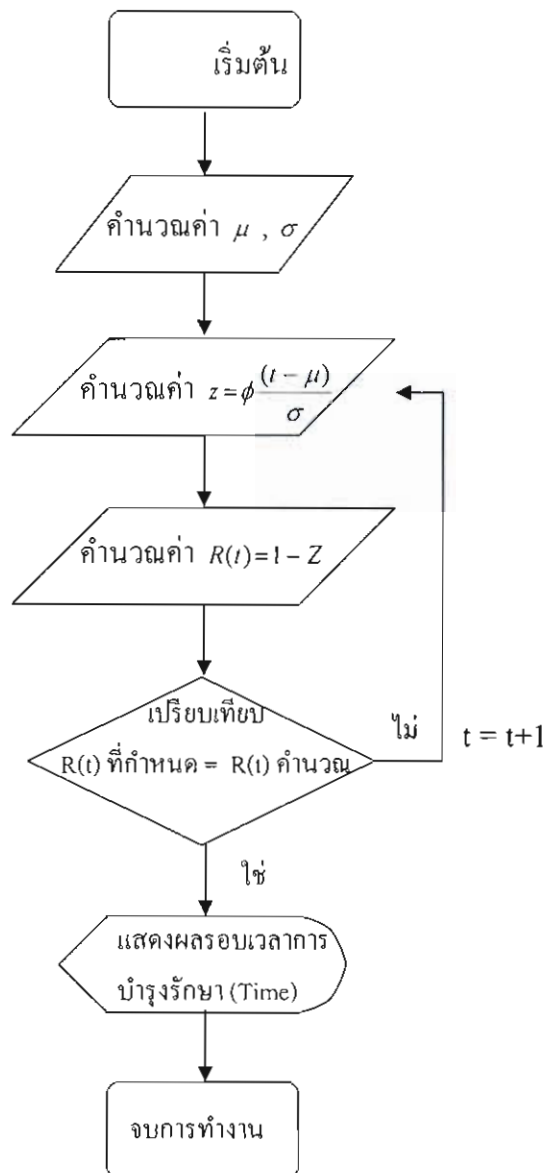 เริ่มต้น
คำนวณค่า μ , σ
คำนวณค่า z = ϕ (t − μ) / σ
คำนวณค่า R(t) = 1 − Z
เปรียบเทียบ
R(t) ที่กำหนด = R(t) คำนวณ
ไม่
t = t+1
ใช่
แสดงผลรอบเวลาการ
บำรุงรักษา (Time)
จบการทำงาน